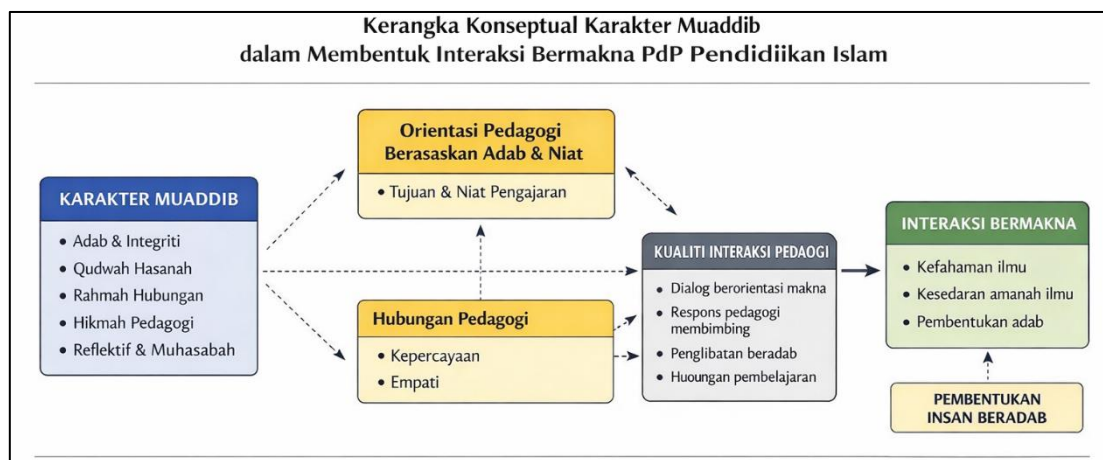 Kerangka Konseptual Karakter Muaddib
dalam Membentuk Interaksi Bermakna PdP Pendidiikan Islam
KARAKTER MUADDIB
• Adab & Integriti
• Qudwah Hasanah
• Rahmah Hubungan
• Hikmah Pedagogi
• Reflektif & Muhasabah
Orientasi Pedagogi
Berasaskan Adab & Niat
• Tujuan & Niat Pengajaran
Hubungan Pedagogi
• Kepercayaan
• Empati
KUALITI INTERAKSI PEDAOGI
• Dialog berorientasi makna
• Respons pedagogi
membimbing
• Penglibatan beradab
• Huoungan pembelajaran
INTERAKSI BERMAKNA
• Kefahaman ilmu
• Kesedaran amanah ilmu
• Pembentukan adab
PEMBENTUKAN
INSAN BERADAB